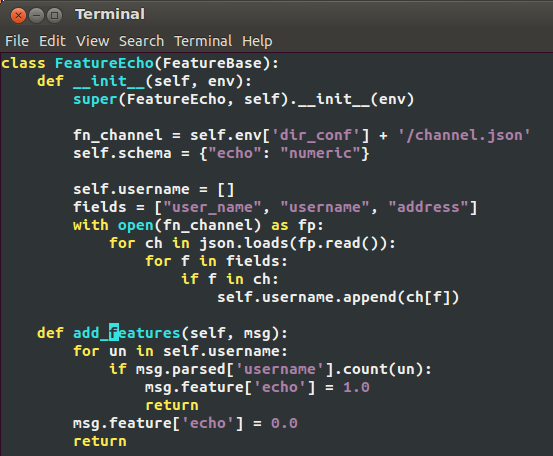 Terminal
File Edit View Search Terminal Help
class FeatureEcho(FeatureBase):
    def __init__(self, env):
        super(FeatureEcho, self).__init__(env)

        fn_channel = self.env['dir_conf'] + '/channel.json'
        self.schema = {"echo": "numeric"}

        self.username = []
        fields = ["user_name", "username", "address"]
        with open(fn_channel) as fp:
            for ch in json.loads(fp.read()):
                for f in fields:
                    if f in ch:
                        self.username.append(ch[f])

    def add_features(self, msg):
        for un in self.username:
            if msg.parsed['username'].count(un):
                msg.feature['echo'] = 1.0
                return
        msg.feature['echo'] = 0.0
        return